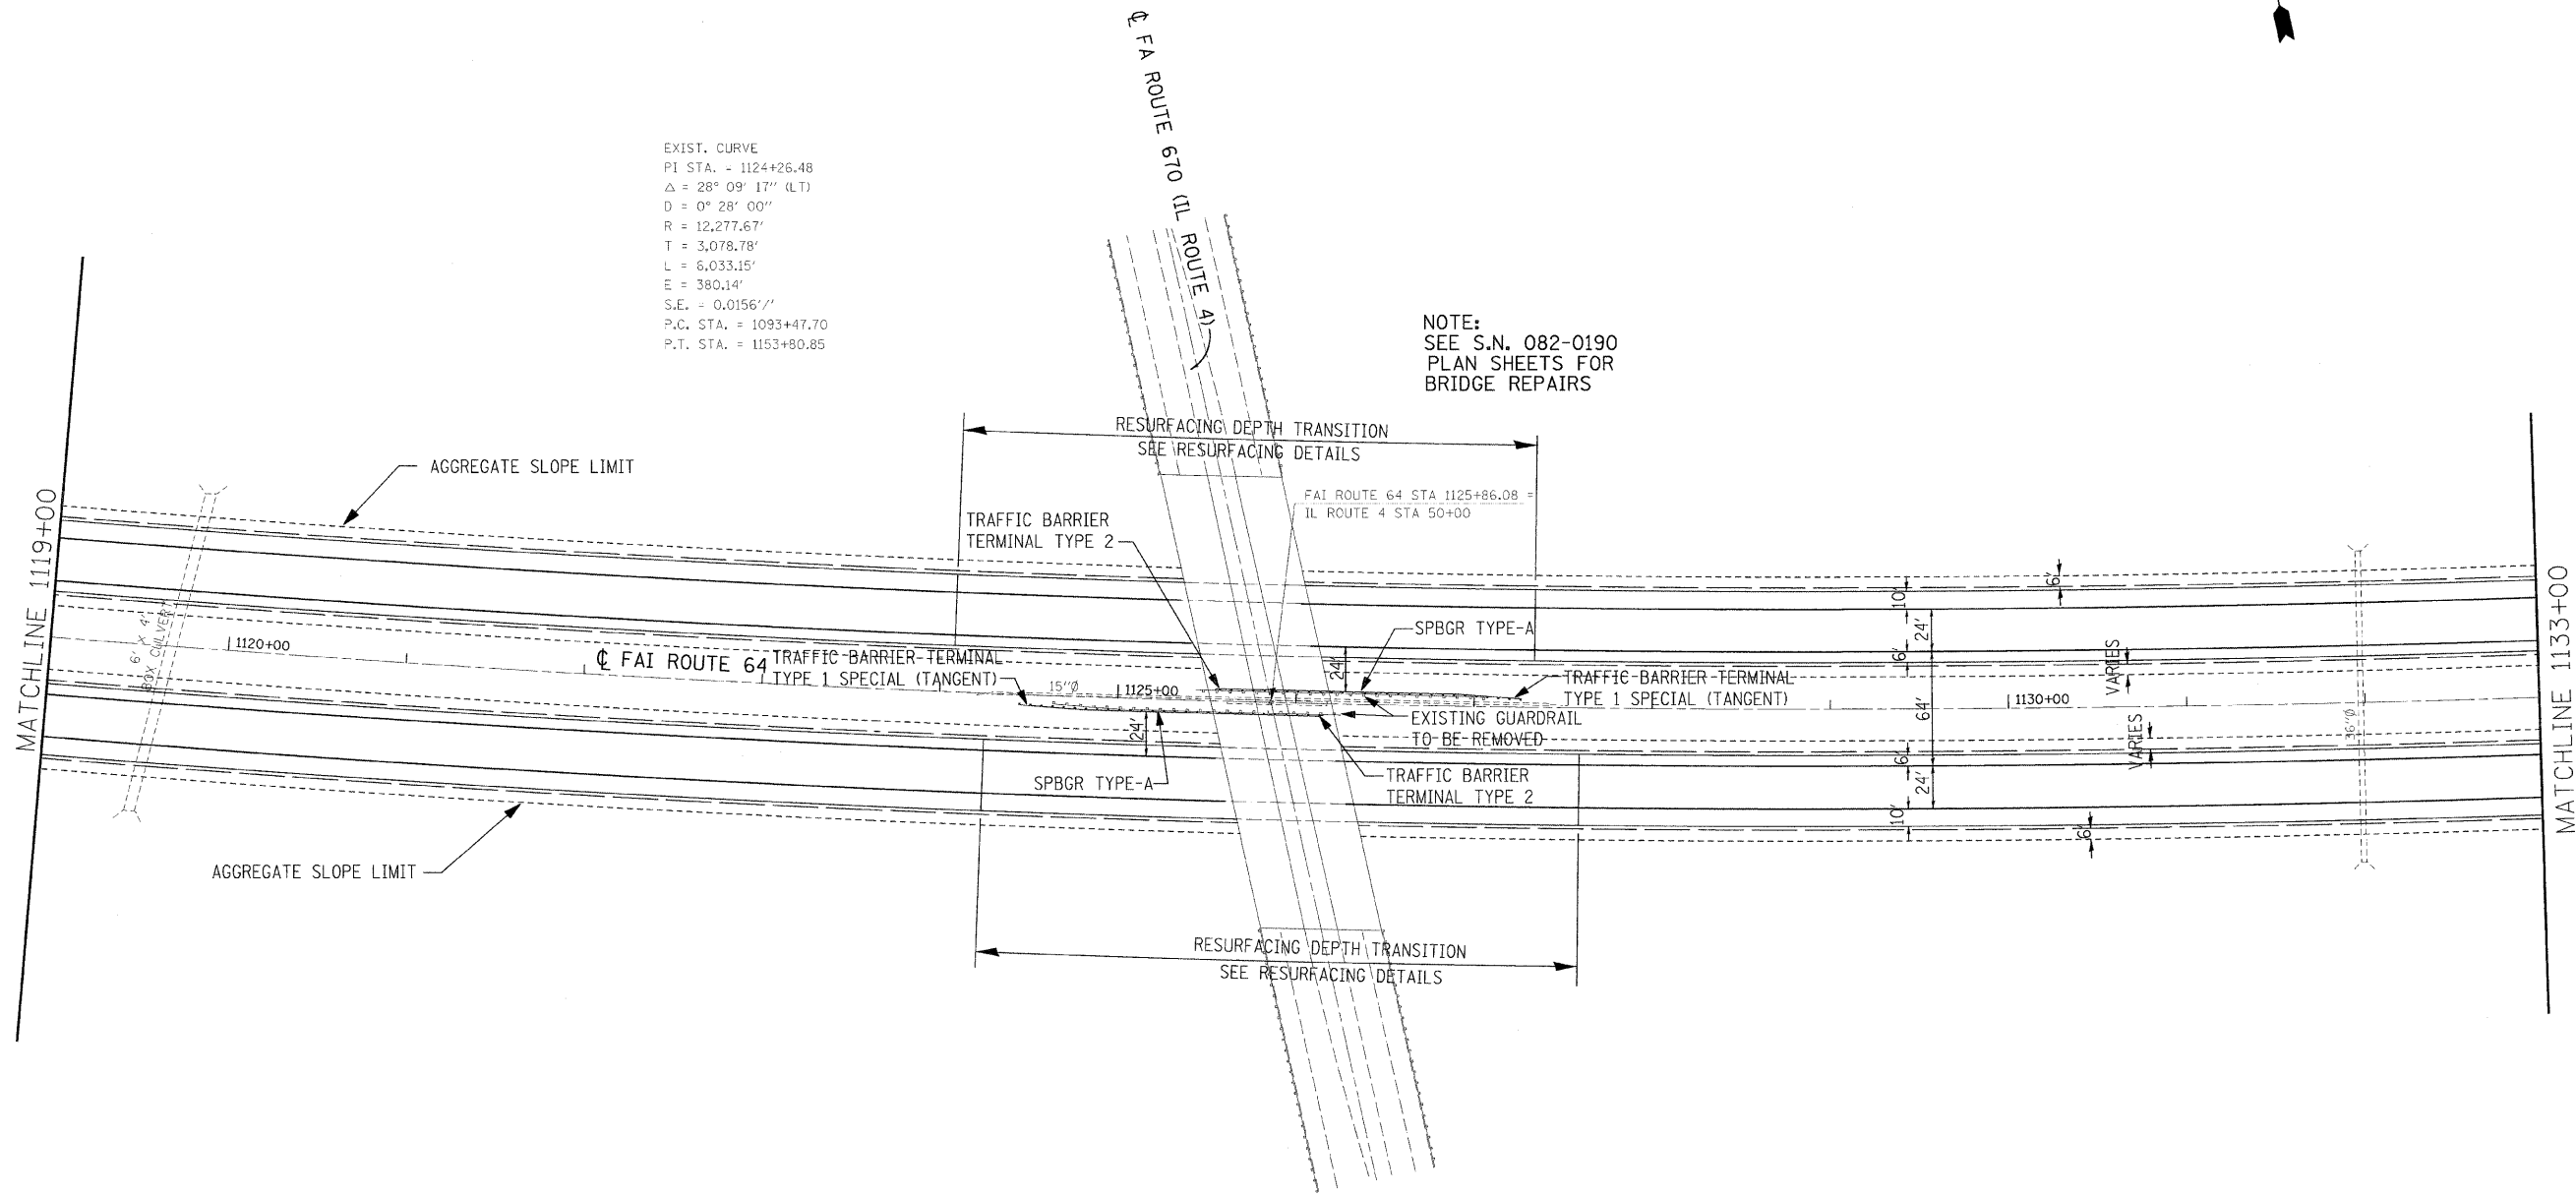 ℄ FA ROUTE 670 (IL ROUTE 4)
EXIST. CURVE
PI STA. - 1124+26.48
Δ = 28° 09' 17'' (LT)
D = 0° 28' 00''
R = 12,277.67'
T = 3,078.78'
L = 6,033.15'
E = 380.14'
S.E. = 0.0156'/'
P.C. STA. = 1093+47.70
P.T. STA. = 1153+80.85
NOTE:
SEE S.N. 082-0190
PLAN SHEETS FOR
BRIDGE REPAIRS
RESURFACING DEPTH TRANSITION
SEE RESURFACING DETAILS
AGGREGATE SLOPE LIMIT
FAI ROUTE 64 STA 1125+86.08 =
IL ROUTE 4 STA 50+00
TRAFFIC BARRIER
TERMINAL TYPE 2
MATCHLINE 1119+00
6' X 4'
BOX CULVERT
1120+00
℄ FAI ROUTE 64
TRAFFIC BARRIER TERMINAL
TYPE 1 SPECIAL (TANGENT)
15''Ø
1125+00
24'
24'
SPBGR TYPE-A
TRAFFIC BARRIER TERMINAL
TYPE 1 SPECIAL (TANGENT)
EXISTING GUARDRAIL
TO BE REMOVED
SPBGR TYPE-A
TRAFFIC BARRIER
TERMINAL TYPE 2
10'
24'
6'
64'
6'
24'
10'
6'
VARIES
1130+00
VARIES
6'
36''Ø
MATCHLINE 1133+00
AGGREGATE SLOPE LIMIT
RESURFACING DEPTH TRANSITION
SEE RESURFACING DETAILS